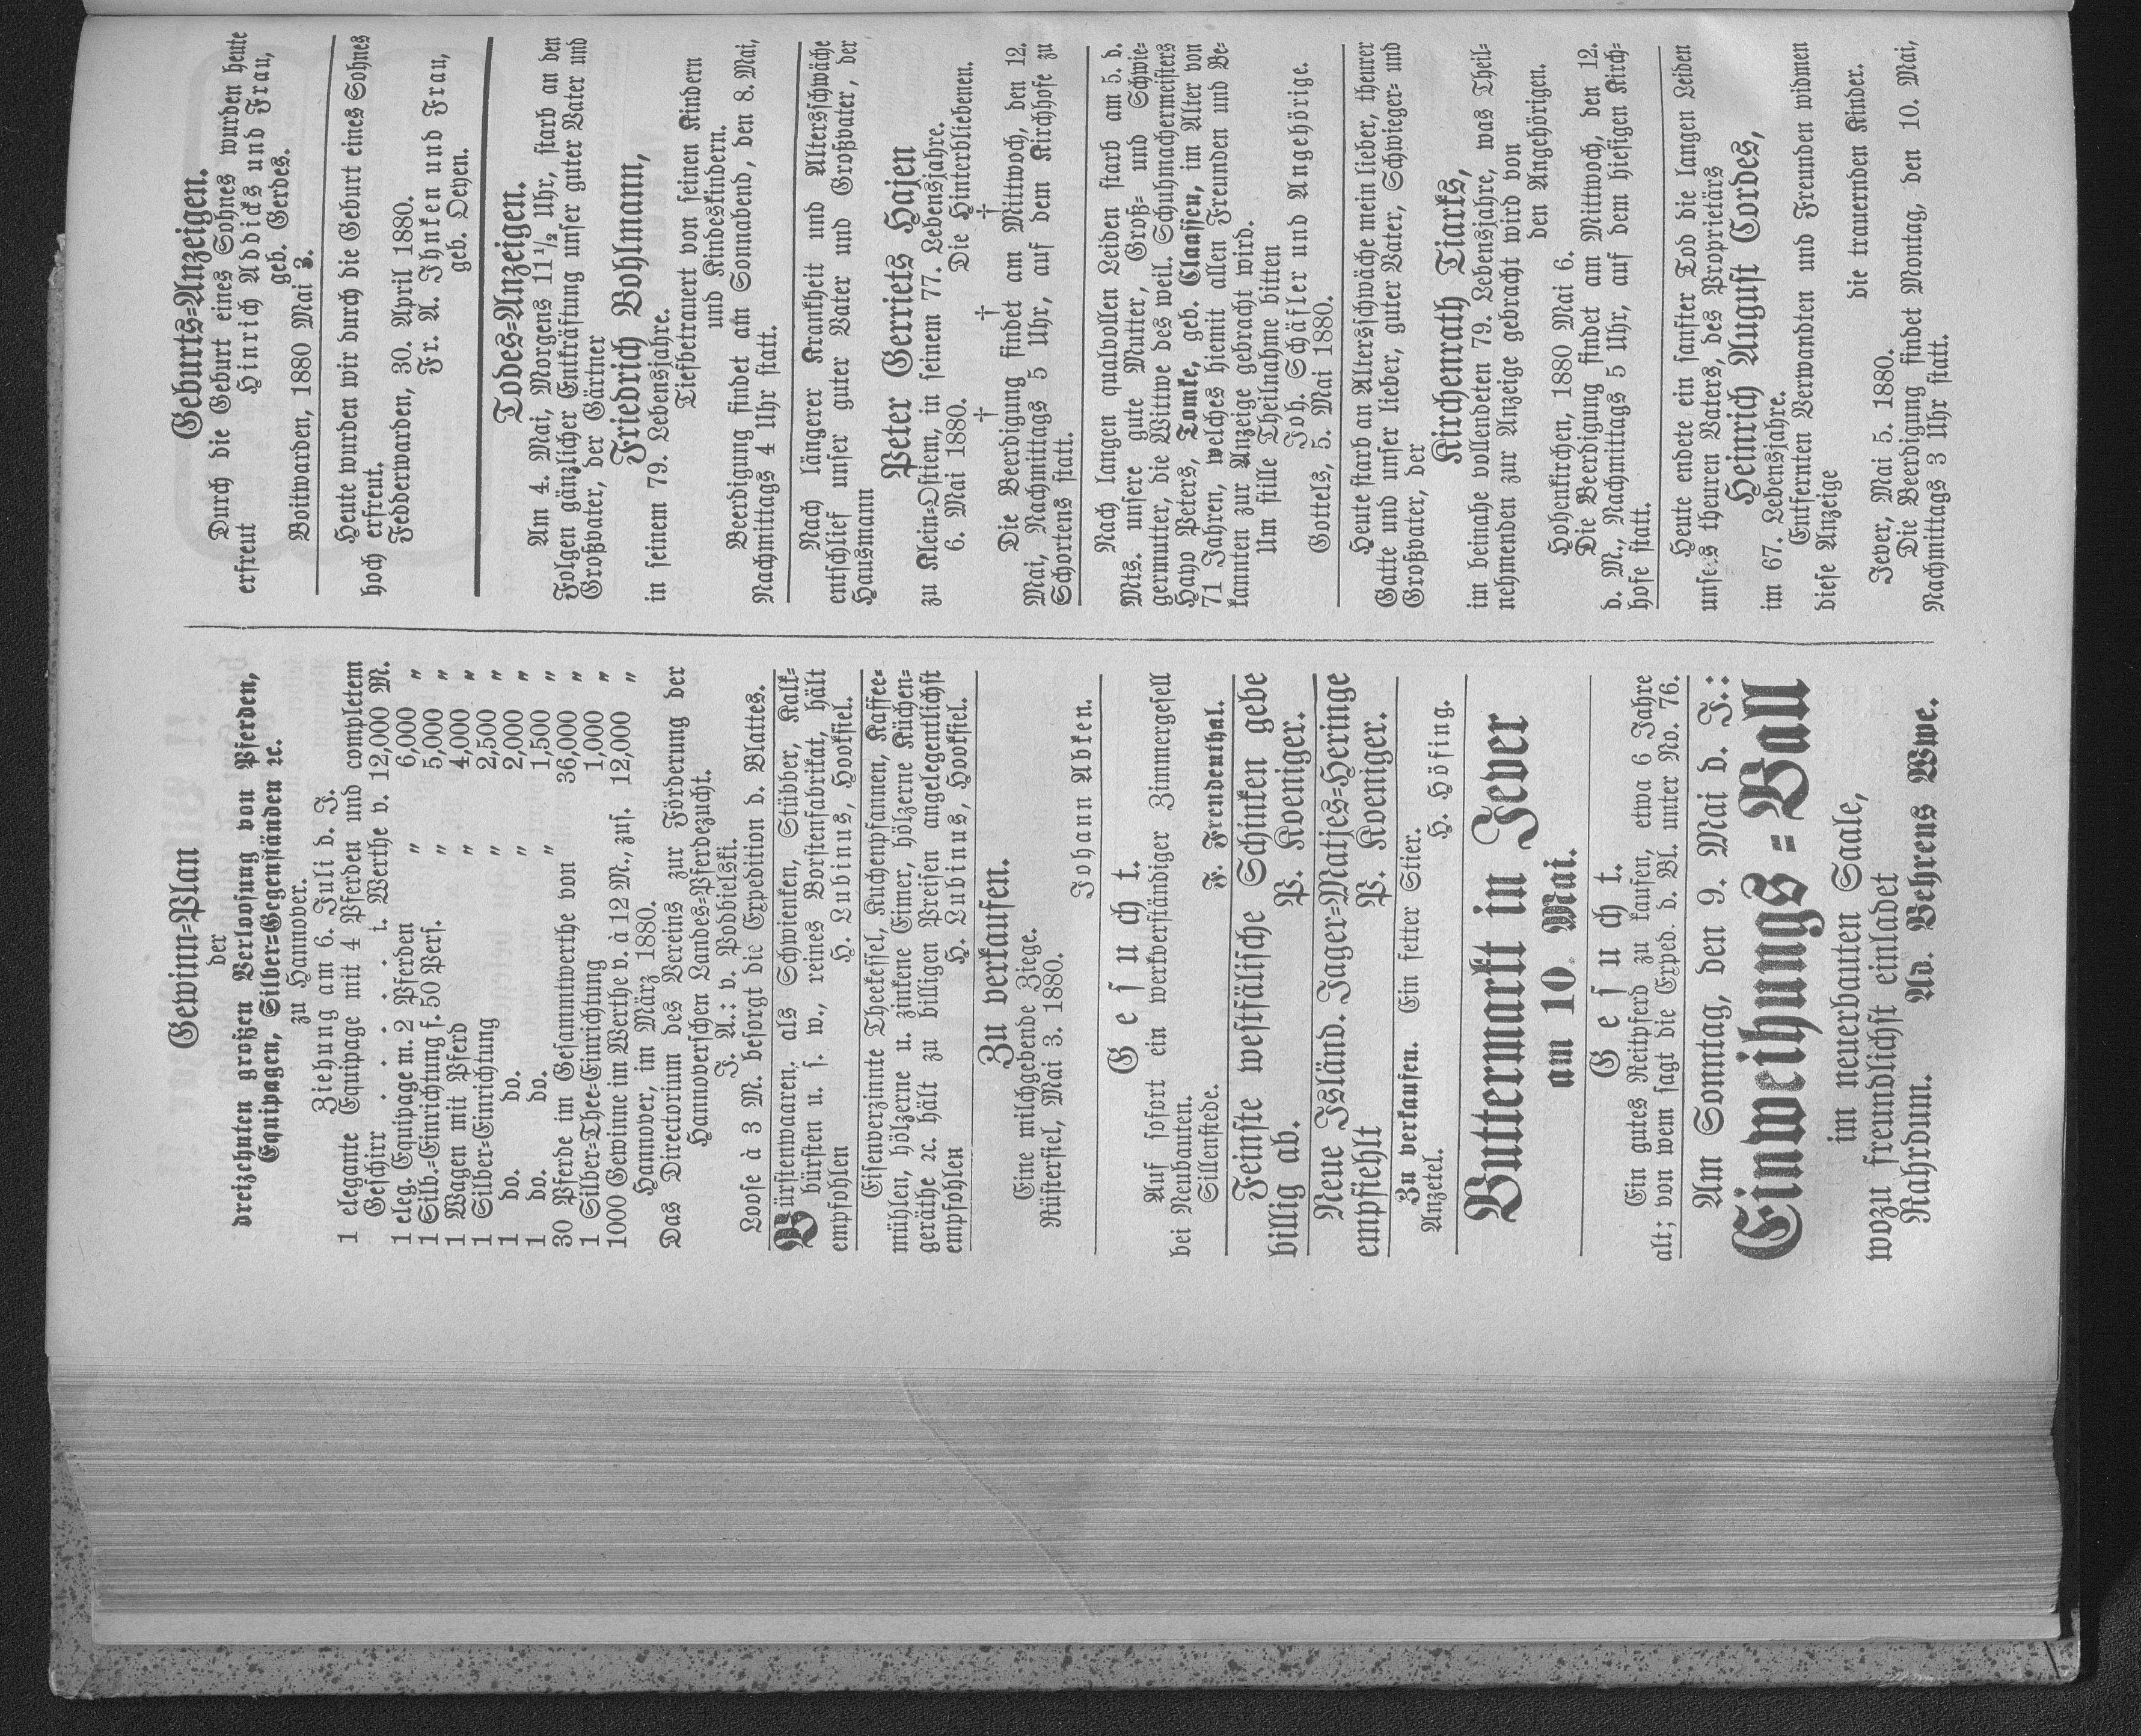 Gewinn=Plan
der
dreizehnten großen Verloosung von Pferden,
Equipagen, Silber=Gegenständen ꝛc.
zu Hannover.
Ziehung am 6. Juli d. J.
1 elegante Equipage mit 4 Pferden und completem
Geschirr . . . . . i. Werthe v. 12,000 M.
1 eleg. Equipage m. 2 Pferden „ 6,000 „
1 Silb.=Einrichtung f. 50 Pers. „ 5,000 „
1 Wagen mit Pferd „ 4,000 „
1 Silber=Einrichtung „ 2,500 „
1 do. do. „ 2,000 „
1 do. do. „ 1,500 „
30 Pferde im Gesammtwerthe von 36,000 „
1 Silber=Thee=Einrichtung 1,000 „
1000 Gewinne im Werthe v. à 12 M., zus. 12,000 „
Hannover, im März 1880.
Das Directorium des Vereins zur Förderung der
Hannoverschen Landes=Pferdezucht.
J. A.: v. Podbielski.
Loose à 3 M. besorgt die Expedition d. Blattes.
Bürstenwaaren, als Schwienken, Stübber, Kalk=
bürsten u. s. w., reines Borstenfabrikat, hält
empfohlen H. Lubinus, Hooksiel.
Eisenverzinnte Theekessel, Kuchenpfannen, Kaffee=
mühlen, hölzerne u. zinkene Eimer, hölzerne Küchen=
geräthe ꝛc. hält zu billigen Preisen angelegentlichst
empfohlen H. Lubinus, Hooksiel.
Zu verkaufen.
Eine milchgebende Ziege.
Rüstersiel, Mai 3. 1880.
Johann Abken.
Gesucht.
Auf sofort ein werkverständiger Zimmergesell
bei Neubauten.
Sillenstede. F. Freudenthal.
Feinste westfälische Schinken gebe
billig ab. P. Koeniger.
Neue Isländ. Jager=Matjes=Heringe
empfiehlt P. Koeniger.
Zu verkaufen. Ein fetter Stier.
Anzetel. H. Höfing.
Buttermarkt in Jever
am 10. Mai.
Gesucht.
Ein gutes Reitpferd zu kaufen, etwa 6 Jahre
alt; von wem sagt die Exped. d. Bl. unter No. 76.
Am Sonntag, den 9. Mai d. J.:
Einweihungs=Ball
im neuerbauten Saale,
wozu freundlichst einladet
Nahrdum. Ad. Behrens Wwe.
Geburts=Anzeigen.
Durch die Geburt eines Sohnes wurden heute
erfreut Hinrich Addicks und Frau,
geb. Gerdes.
Boitwarden, 1880 Mai 3.
Heute wurden wir durch die Geburt eines Sohnes
hoch erfreut.
Fedderwarden, 30. April 1880.
Fr. A. Ihnken und Frau,
geb. Oeben.
Todes=Anzeigen.
Am 4. Mai, Morgens 11½ Uhr, starb an den
Folgen gänzlicher Entkräftung unser guter Vater und
Großvater, der Gärtner
Friedrich Bohlmann,
in seinem 79. Lebensjahre.
Tiefbetrauert von seinen Kindern
und Kindeskindern.
Beerdigung findet am Sonnabend, den 8. Mai,
Nachmittags 4 Uhr statt.
Nach längerer Krankheit und Altersschwäche
entschlief unser guter Vater und Großvater, der
Hausmann
Peter Gerriets Hajen
zu Klein=Ostiem, in seinem 77. Lebensjahre.
6. Mai 1880. Die Hinterbliebenen.
† † †
Die Beerdigung findet am Mittwoch, den 12.
Mai, Nachmittags 5 Uhr, auf dem Kirchhofe zu
Schortens statt.
Nach langen qualvollen Leiden starb am 5. d.
Mts. unsere gute Mutter, Groß= und Schwie=
germutter, die Wittwe des weil. Schuhmachermeisters
Hayo Peters, Tomke, geb. Claassen, im Alter von
71 Jahren, welches hiemit allen Freunden und Be=
kannten zur Anzeige gebracht wird.
Um stille Theilnahme bitten
Joh. Schäfler und Angehörige.
Gottels, 5. Mai 1880.
Heute starb an Altersschwäche mein lieber, theurer
Gatte und unser lieber, guter Vater, Schwieger= und
Großvater, der
Kirchenrath Tiarks,
im beinahe vollendeten 79. Lebensjahre, was Theil=
nehmenden zur Anzeige gebracht wird von
den Angehörigen.
Hohenkirchen, 1880 Mai 6.
Die Beerdigung findet am Mittwoch, den 12.
d. M., Nachmittags 5 Uhr, auf dem hiesigen Kirch=
hofe statt.
Heute endete ein sanfter Tod die langen Leiden
unseres theuren Vaters, des Proprietärs
Heinrich August Cordes,
im 67. Lebensjahre.
Entfernten Verwandten und Freunden widmen
diese Anzeige
die trauernden Kinder.
Jever, Mai 5. 1880.
Die Beerdigung findet Montag, den 10. Mai,
Nachmittags 3 Uhr statt.